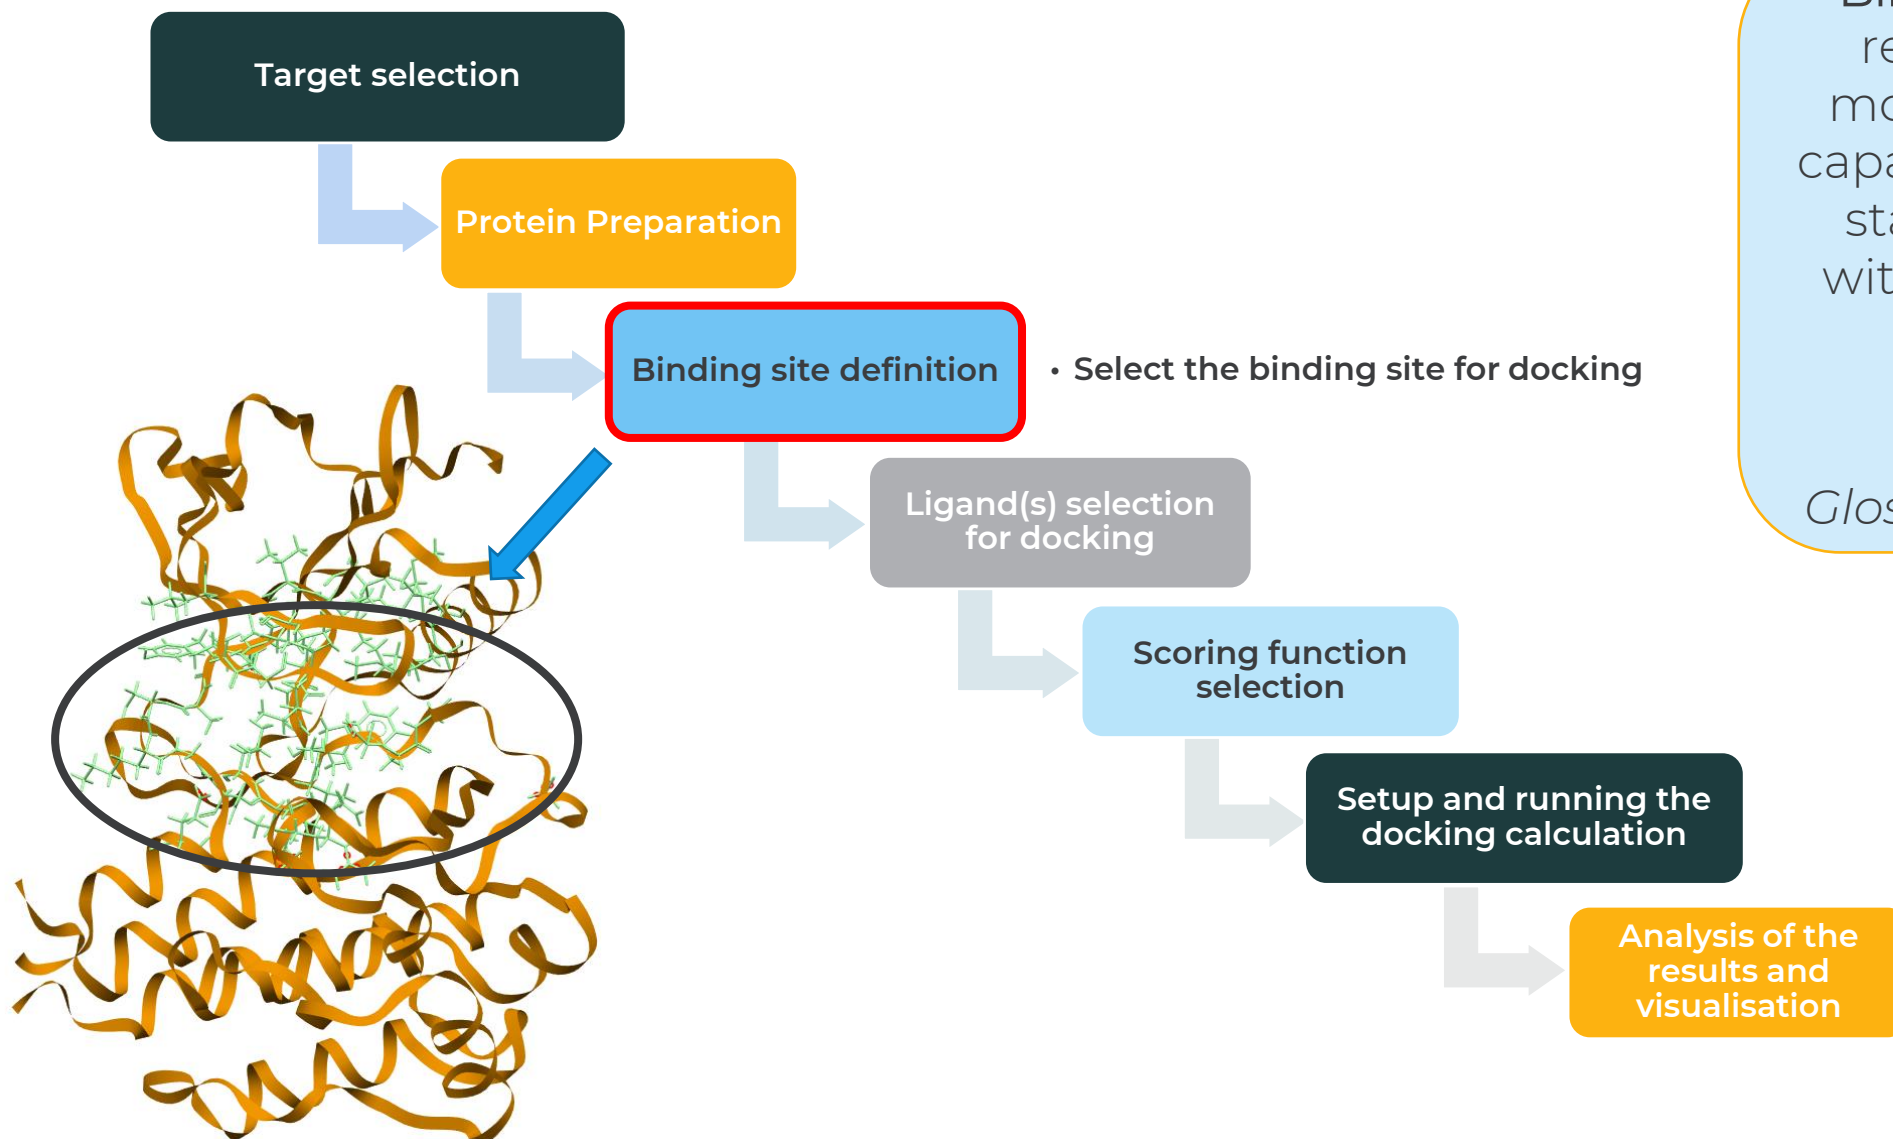 Target selection
Protein Preparation
Binding site definition
• Select the binding site for docking
Ligand(s) selection
for docking
Scoring function
selection
Setup and running the
docking calculation
Analysis of the
results and
visualisation